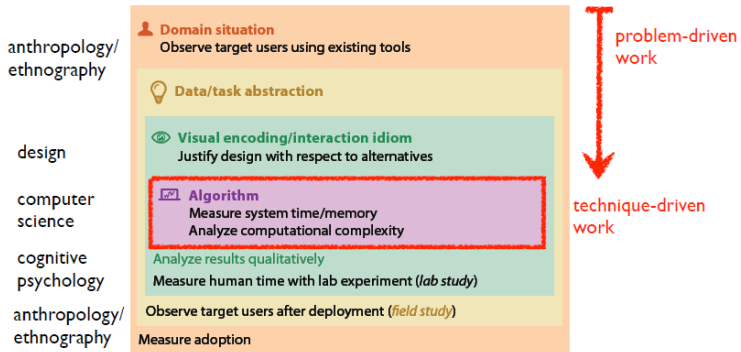 Domain situation
Observe target users using existing tools
problem-driven
work
anthropology/
ethnography
Data/task abstraction
Visual encoding/interaction idiom
Justify design with respect to alternatives
design
Algorithm
Measure system time/memory
Analyze computational complexity
computer
science
technique-driven
work
Analyze results qualitatively
Measure human time with lab experiment (lab study)
cognitive
psychology
Observe target users after deployment (field study)
anthropology/
ethnography
Measure adoption